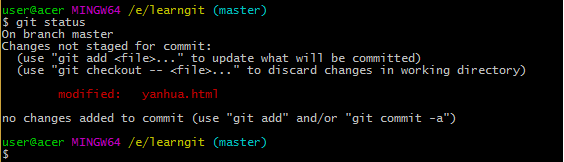 user@acer MINGW64 /e/learngit (master)
$ git status
On branch master
Changes not staged for commit:
  (use "git add <file>..." to update what will be committed)
  (use "git checkout -- <file>..." to discard changes in working directory)

        modified:   yanhua.html

no changes added to commit (use "git add" and/or "git commit -a")

user@acer MINGW64 /e/learngit (master)
$